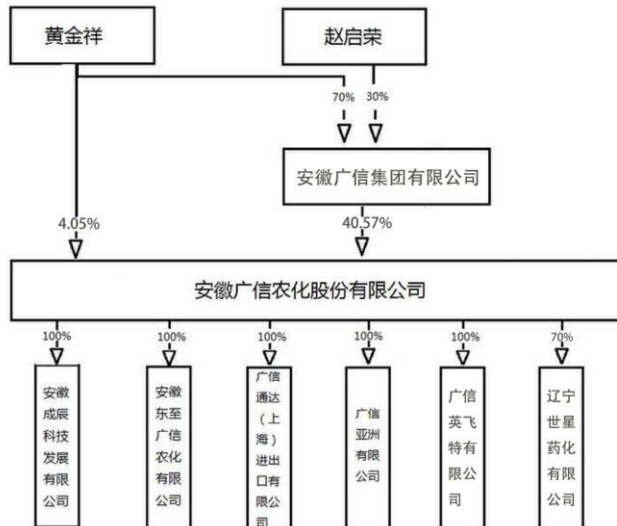 黄金祥
赵启荣
70%
30%
安徽广信集团有限公司
4.05%
40.57%
安徽广信农化股份有限公司
100%
100%
100%
100%
100%
70%
安徽
成辰
科技
发展
有限
公司
安徽
东至
广信
农化
有限
公司
广信
通达
（上
海）
进出
口有
限公
司
广信
亚洲
有限
公司
广信
英飞
特有
限公
司
辽宁
世星
药化
有限
公司